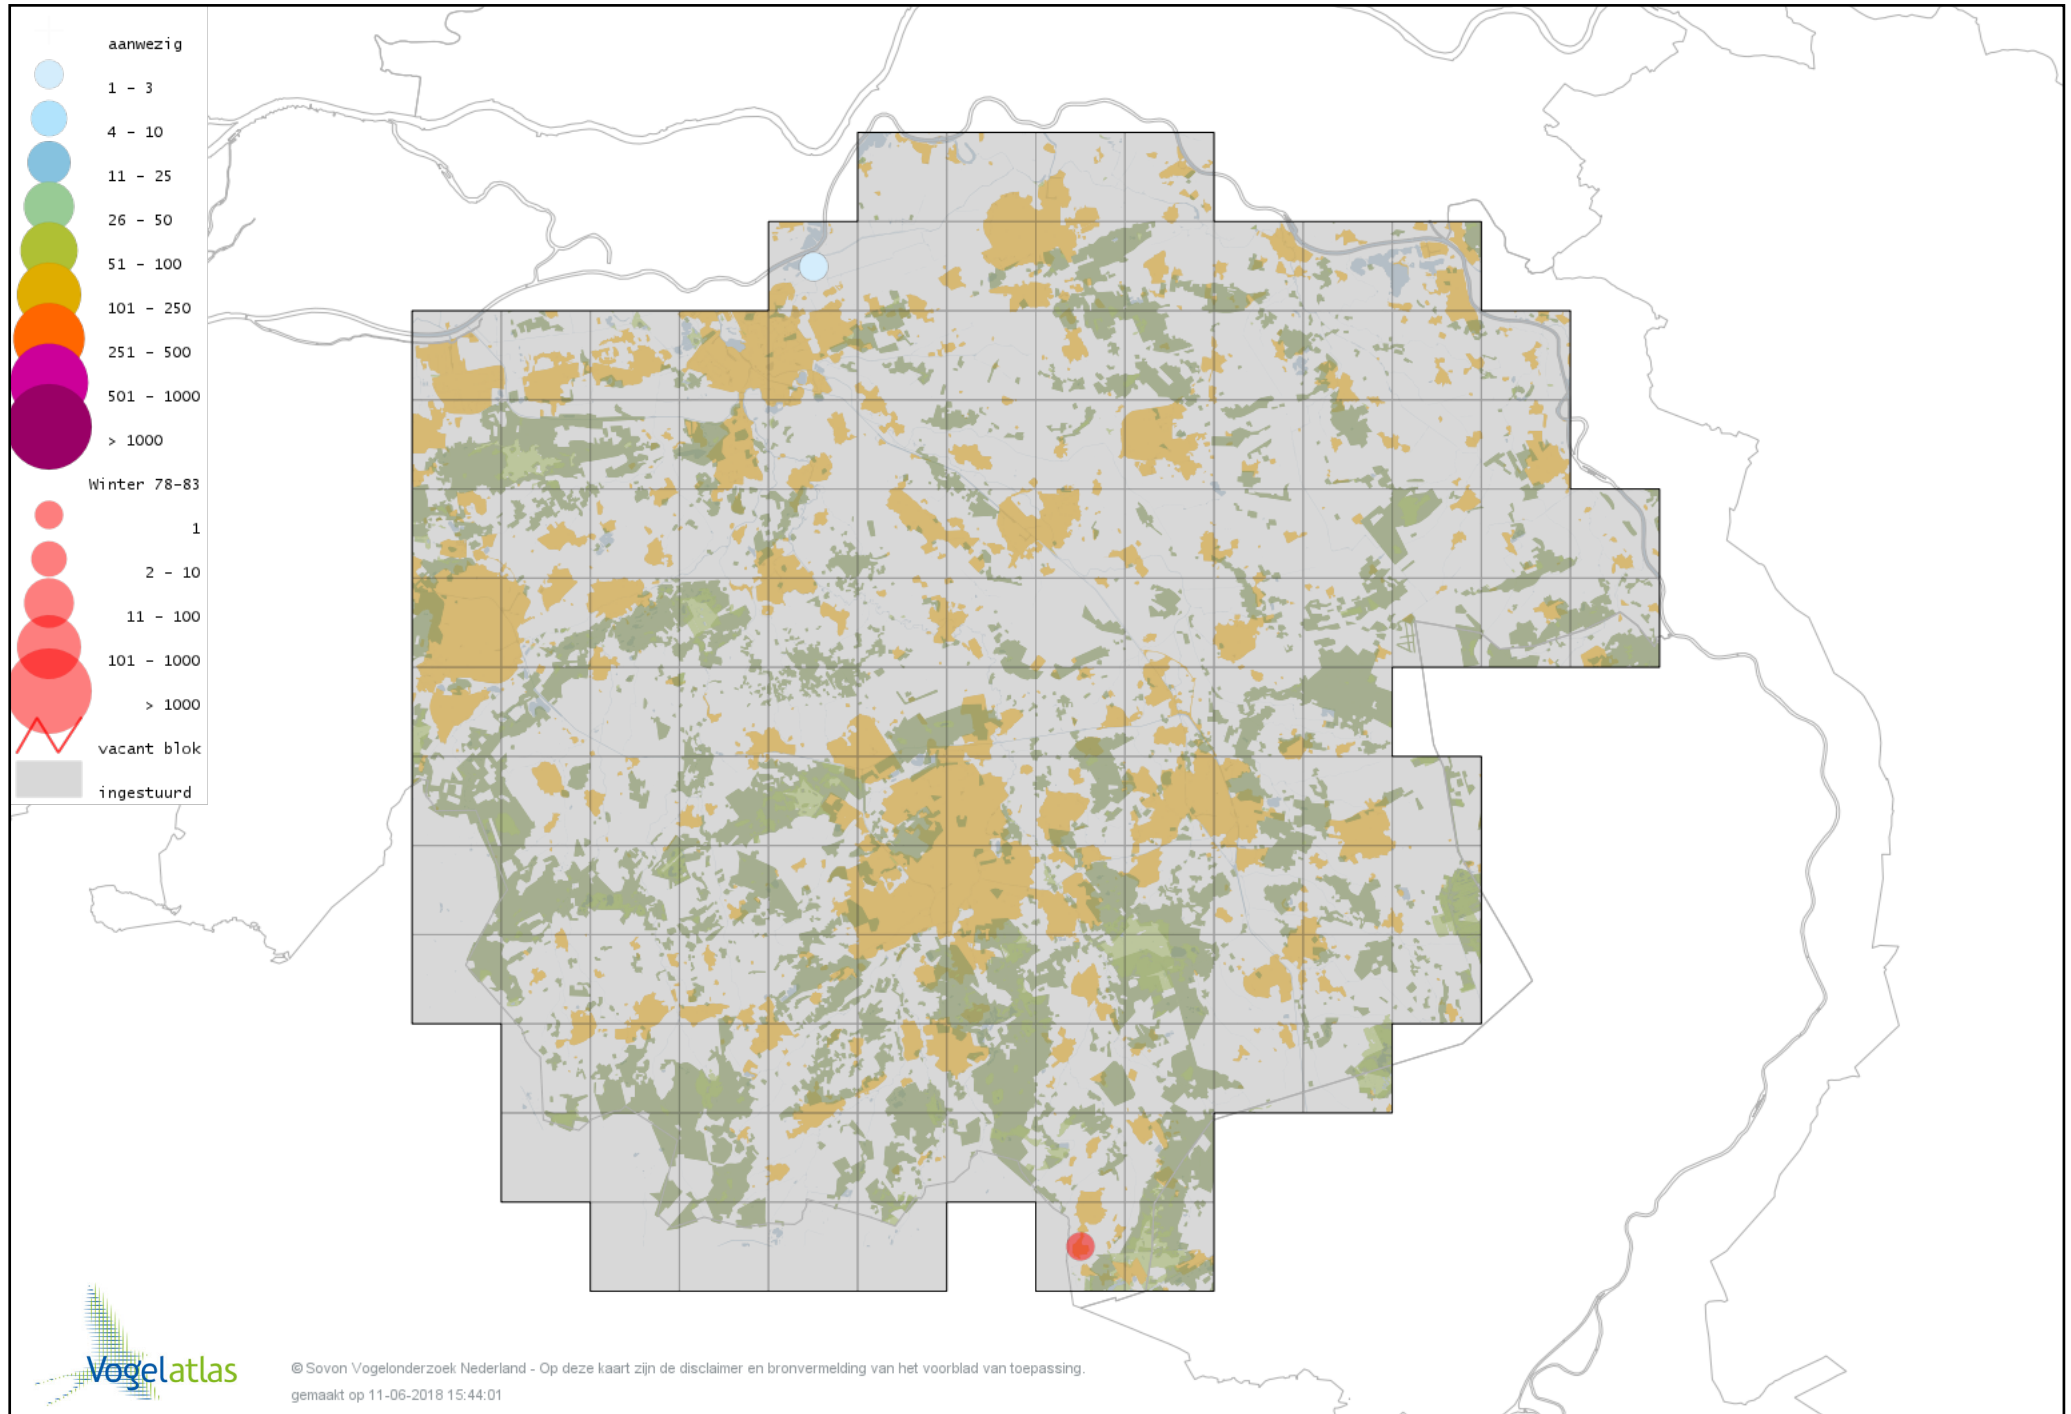 aanwezig
1 - 3
4 - 10
11 - 25
26 - 50
51 - 100
101 - 250
251 - 500
501 - 1000
> 1000
Winter 78-83
1
2 - 10
11 - 100
101 - 1000
> 1000
vacant blok
ingestuurd
Vogelatlas
© Sovon Vogelonderzoek Nederland - Op deze kaart zijn de disclaimer en bronvermelding van het voorblad van toepassing.
gemaakt op 11-06-2018 15:44:01